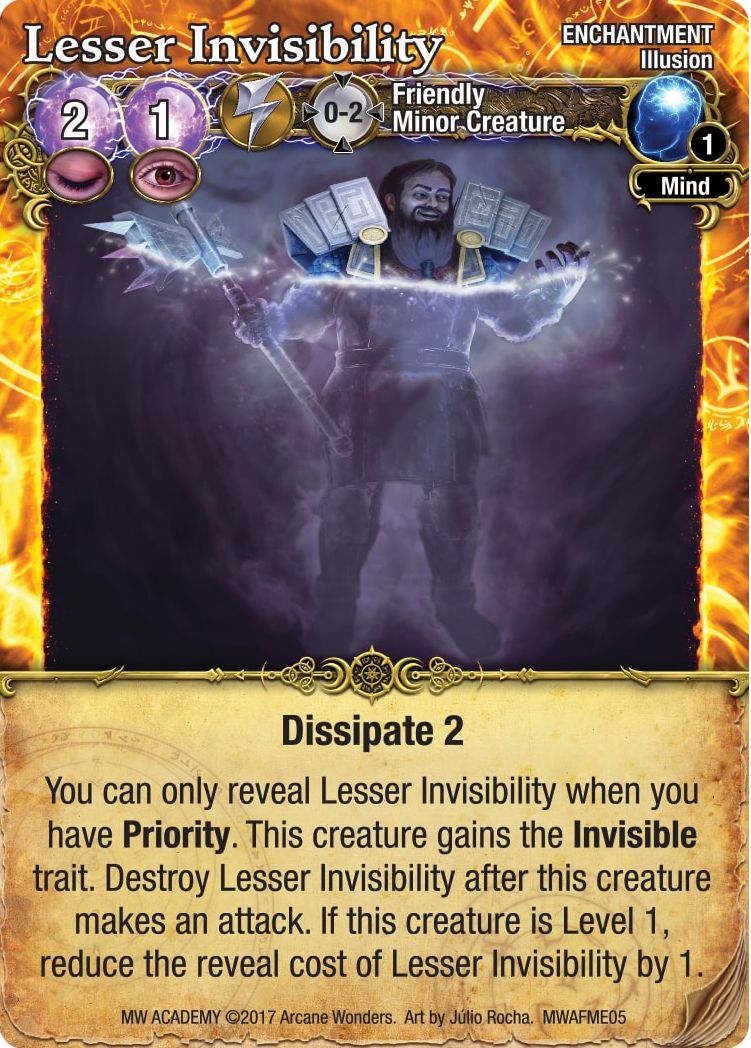 Lesser Invisibility
ENCHANTMENT
Illusion
2
1
0-2
Friendly
Minor Creature
1
Mind
Dissipate 2
You can only reveal Lesser Invisibility when you
have Priority. This creature gains the Invisible
trait. Destroy Lesser Invisibility after this creature
makes an attack. If this creature is Level 1,
reduce the reveal cost of Lesser Invisibility by 1.
MW ACADEMY ©2017 Arcane Wonders. Art by Júlio Rocha. MWAFME05